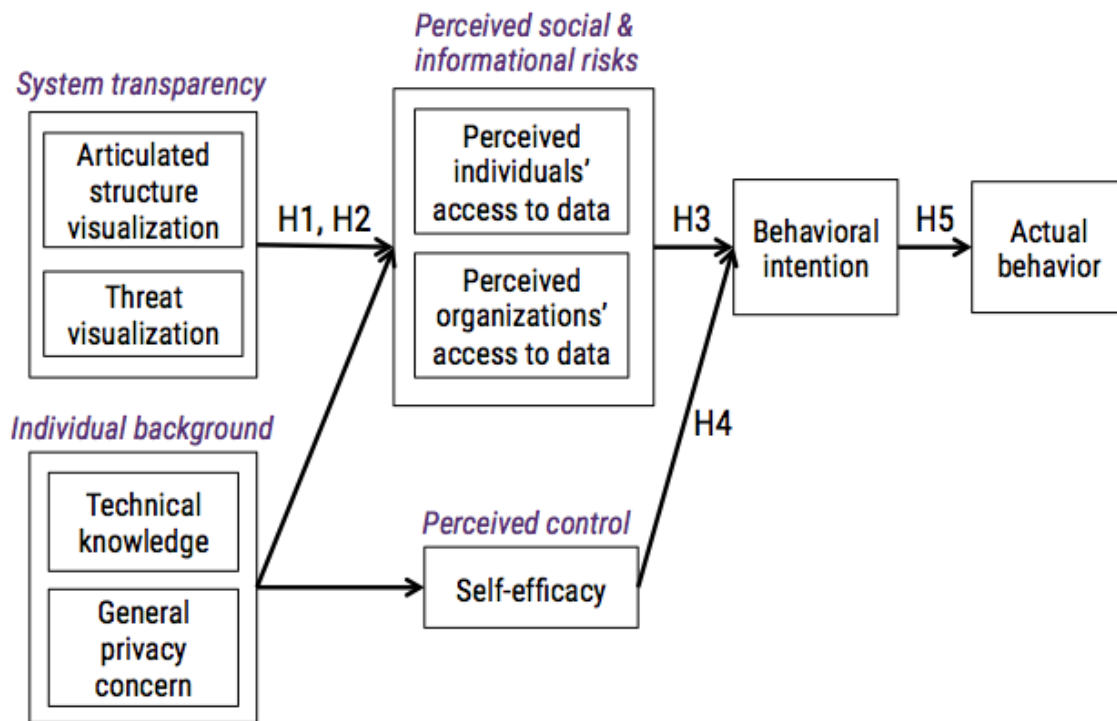 System transparency
Articulated
structure
visualization
Threat
visualization
H1, H2
Perceived social &
informational risks
Perceived
individuals'
access to data
Perceived
organizations'
access to data
H3
Behavioral
intention
H5
Actual
behavior
Individual background
Technical
knowledge
General
privacy
concern
Perceived control
Self-efficacy
H4